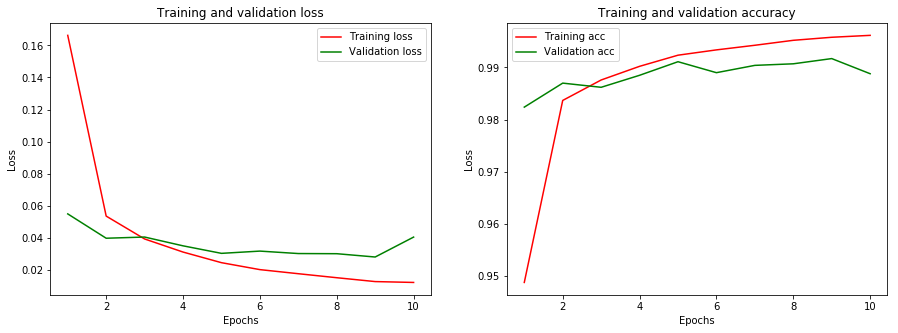 Training and validation loss
Training loss
Validation loss
0.16
0.14
0.12
0.10
0.08
0.06
0.04
0.02
Loss
2
4
6
8
10
Epochs
Training and validation accuracy
Training acc
Validation acc
0.99
0.98
0.97
0.96
0.95
Loss
2
4
6
8
10
Epochs